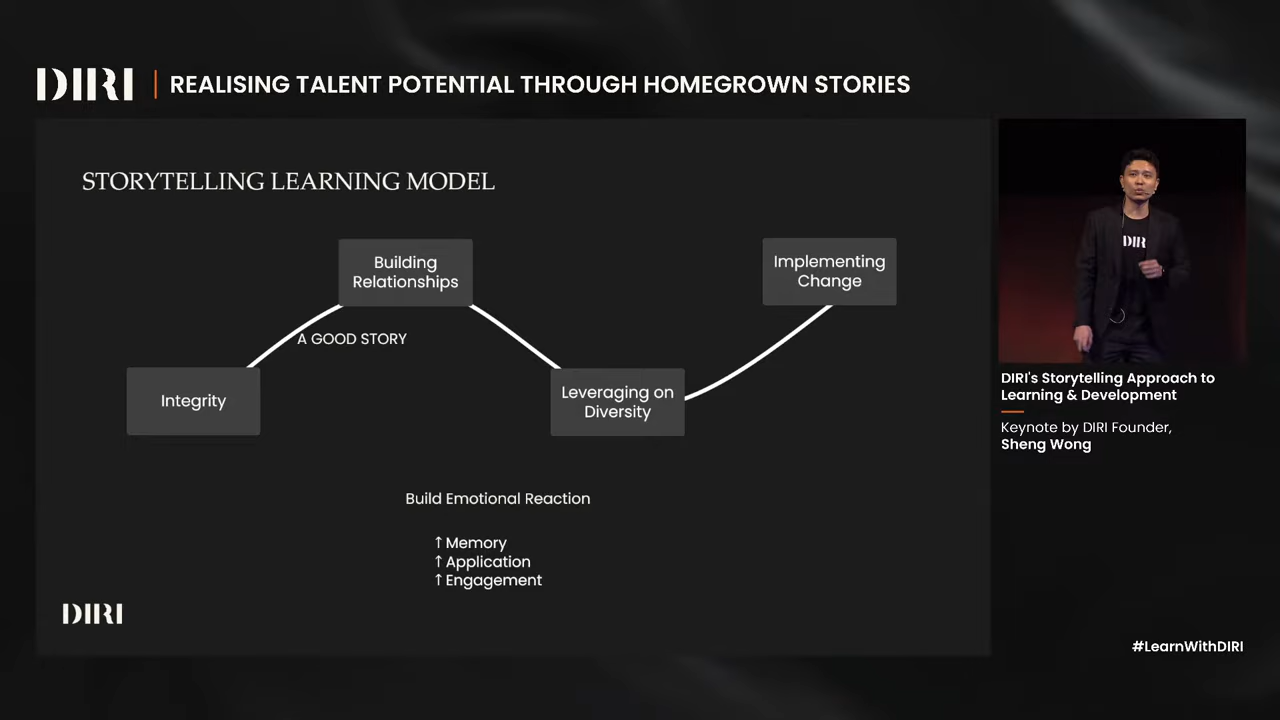 DIRI
REALISING TALENT POTENTIAL THROUGH HOMEGROWN STORIES
STORYTELLING LEARNING MODEL
Building
Relationships
Implementing
Change
A GOOD STORY
Integrity
Leveraging on
Diversity
Build Emotional Reaction
↑ Memory
↑ Application
↑ Engagement
DIRI
DIRI
DIRI's Storytelling Approach to
Learning & Development
Keynote by DIRI Founder,
Sheng Wong
#LearnWithDIRI